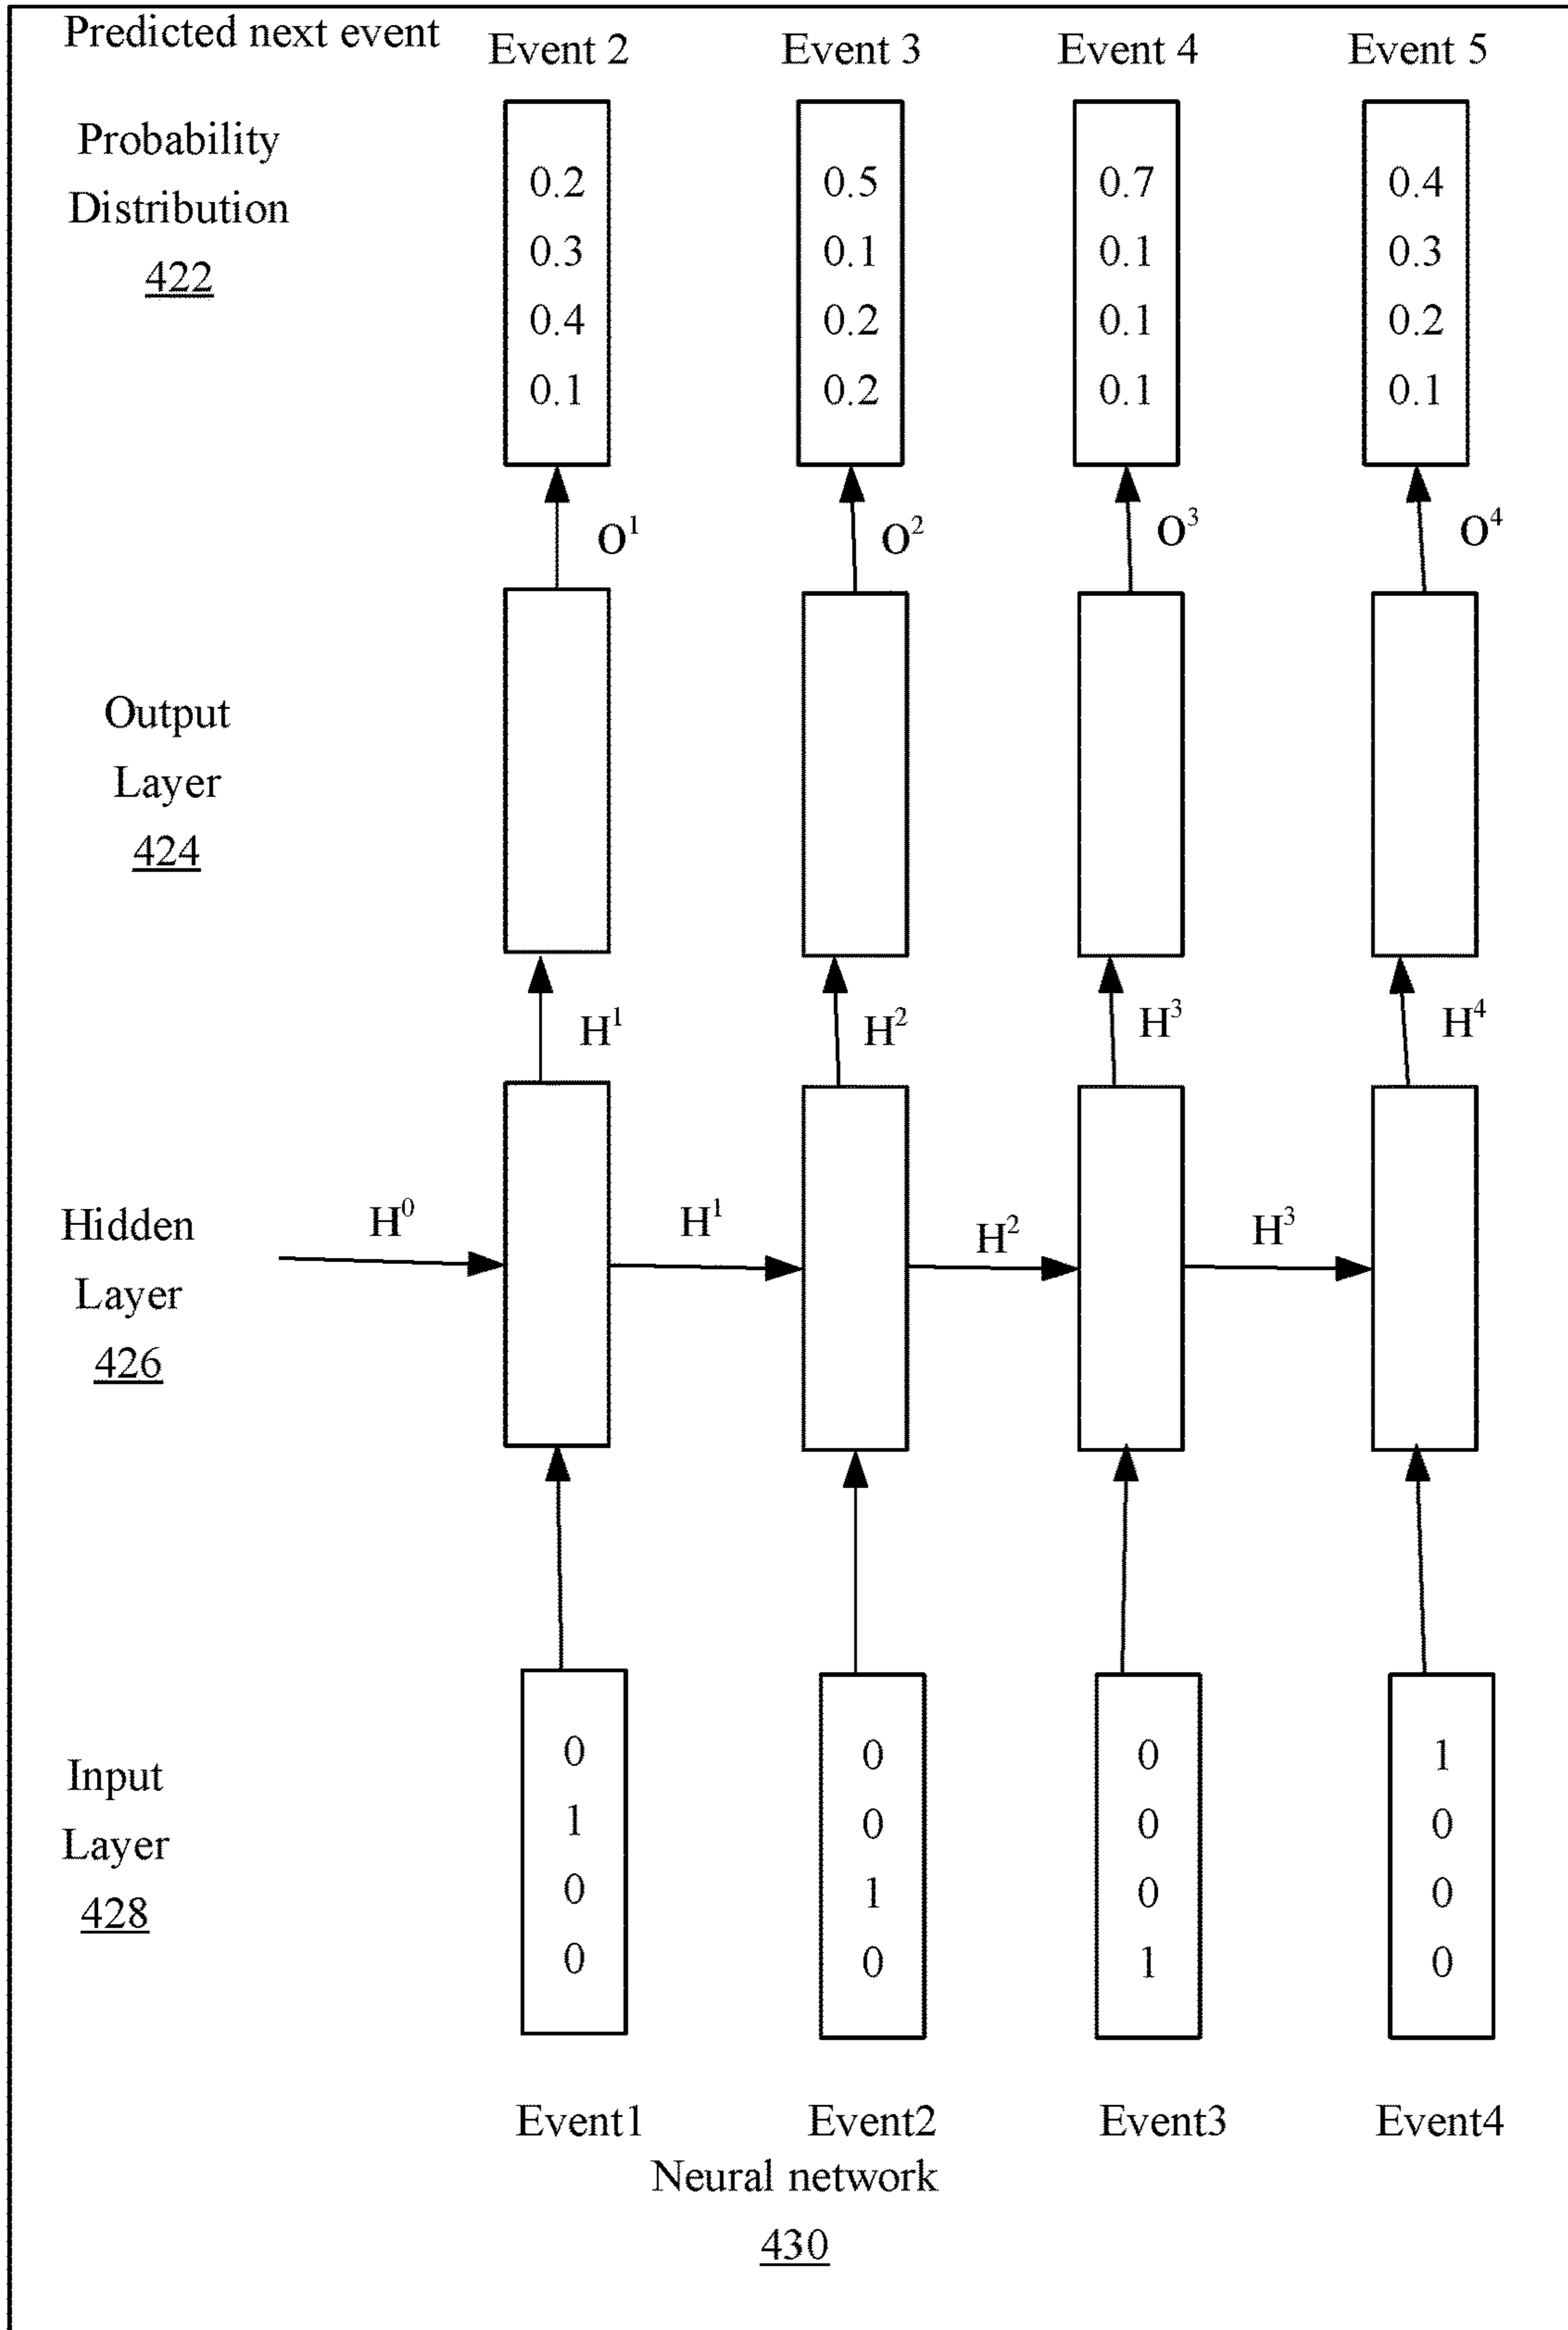 Predicted next event
Event 2
Event 3
Event 4
Event 5
Probability
Distribution
422
0.2
0.3
0.4
0.1
0.5
0.1
0.2
0.2
0.7
0.1
0.1
0.1
0.4
0.3
0.2
0.1
O¹
O²
O³
O⁴
Output
Layer
424
H¹
H²
H³
H⁴
Hidden
Layer
426
H⁰
H¹
H²
H³
Input
Layer
428
0
1
0
0
0
0
1
0
0
0
0
1
1
0
0
0
Event1
Event2
Event3
Event4
Neural network
430